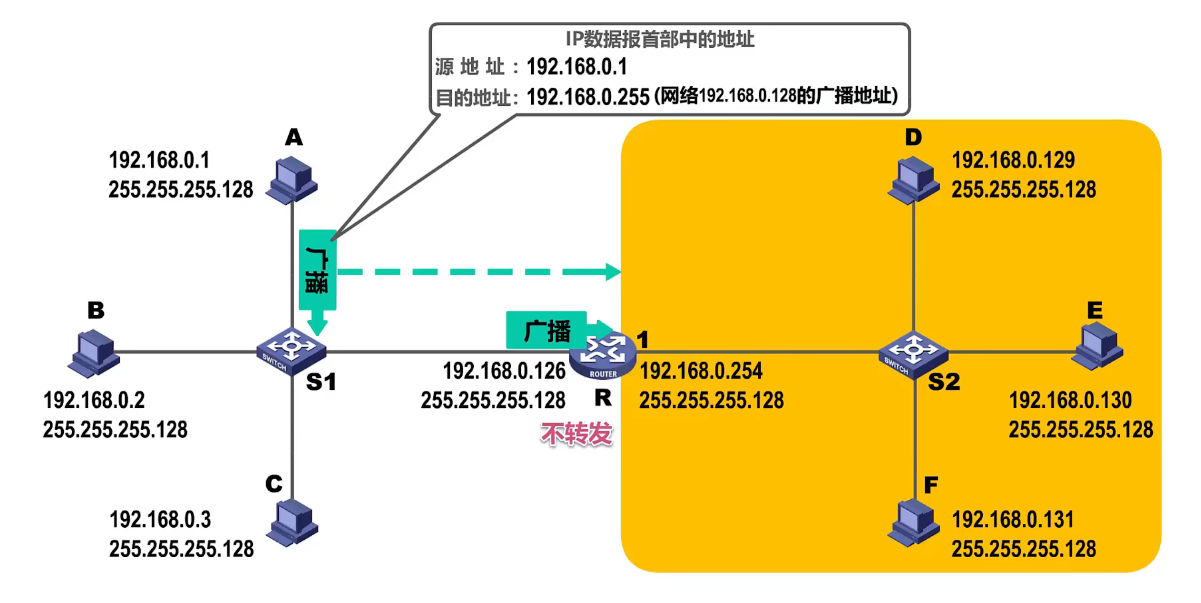 IP数据报首部中的地址
源 地 址 : 192.168.0.1
目的地址: 192.168.0.255 (网络192.168.0.128的广播地址)
A
192.168.0.1
255.255.255.128
D
192.168.0.129
255.255.255.128
广播
B
192.168.0.2
255.255.255.128
SWITCH
S1
广播
192.168.0.126
255.255.255.128
ROUTER
R
1
192.168.0.254
255.255.255.128
不转发
SWITCH
S2
E
192.168.0.130
255.255.255.128
C
192.168.0.3
255.255.255.128
F
192.168.0.131
255.255.255.128